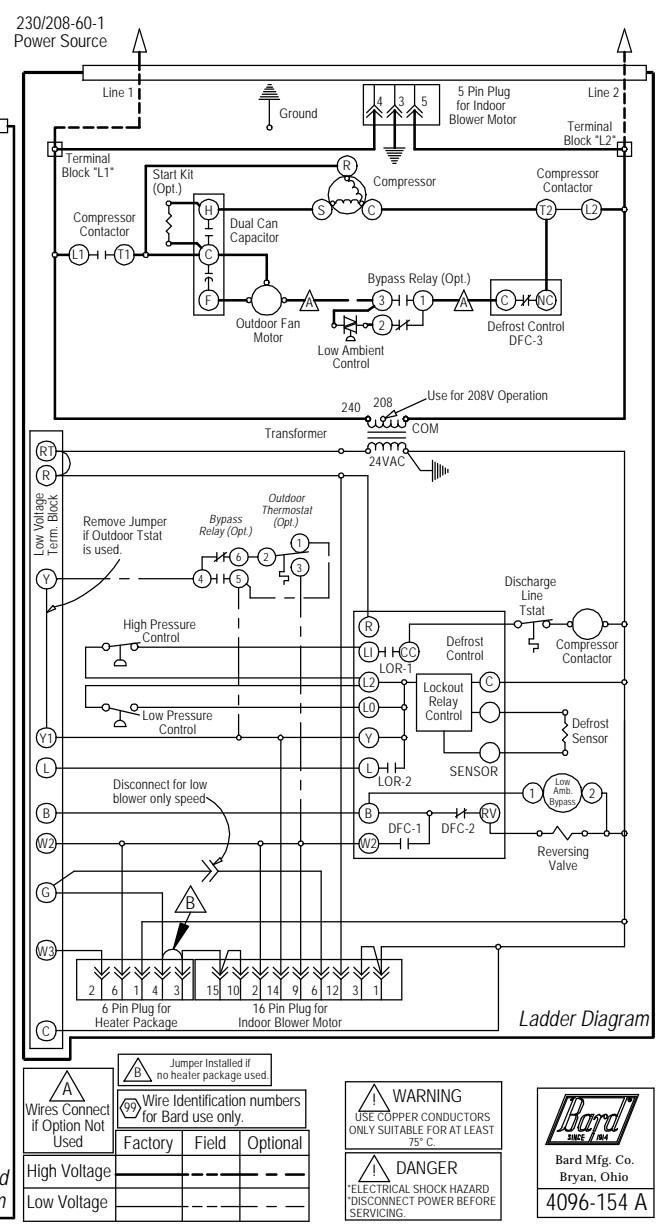 230/208-60-1
Power Source
Line 1
Ground
4 3 5
5 Pin Plug
for Indoor
Blower Motor
Line 2
Terminal
Block "L1"
Terminal
Block "L2"
Start Kit
(Opt.)
R
Compressor
S C
Compressor
Contactor
T2 L2
Compressor
Contactor
L1 T1
H
C
F
Dual Can
Capacitor
Outdoor Fan
Motor
A
Bypass Relay (Opt.)
3 1
2
A
Low Ambient
Control
C NC
Defrost Control
DFC-3
240 208
Use for 208V Operation
COM
Transformer
24VAC
Low Voltage
Term. Block
RT
R
Y
Y1
L
B
W2
G
W3
C
Remove Jumper
if Outdoor Tstat
is used.
Bypass
Relay (Opt.)
Outdoor
Thermostat
(Opt.)
6 2 1
4 5 3
High Pressure
Control
Low Pressure
Control
Discharge
Line
Tstat
Compressor
Contactor
R
Defrost
Control
LI CC
LOR-1
L2
Lockout
Relay
Control
C
L0
Y
SENSOR
Defrost
Sensor
L
LOR-2
B
DFC-1 DFC-2 RV
W2
1 Low
Amb.
Bypass 2
Reversing
Valve
Disconnect for low
blower only speed
B
2 6 1 4 3
15 10 2 14 9 6 12 3 1
6 Pin Plug for
Heater Package
16 Pin Plug for
Indoor Blower Motor
Ladder Diagram
A
Wires Connect
if Option Not
Used
B Jumper Installed if
no heater package used.
99 Wire Identification numbers
for Bard use only.
Factory Field Optional
High Voltage
Low Voltage
! WARNING
USE COPPER CONDUCTORS
ONLY SUITABLE FOR AT LEAST
75° C.
! DANGER
*ELECTRICAL SHOCK HAZARD
*DISCONNECT POWER BEFORE
SERVICING.
Bard
SINCE 1914
Bard Mfg. Co.
Bryan, Ohio
4096-154 A